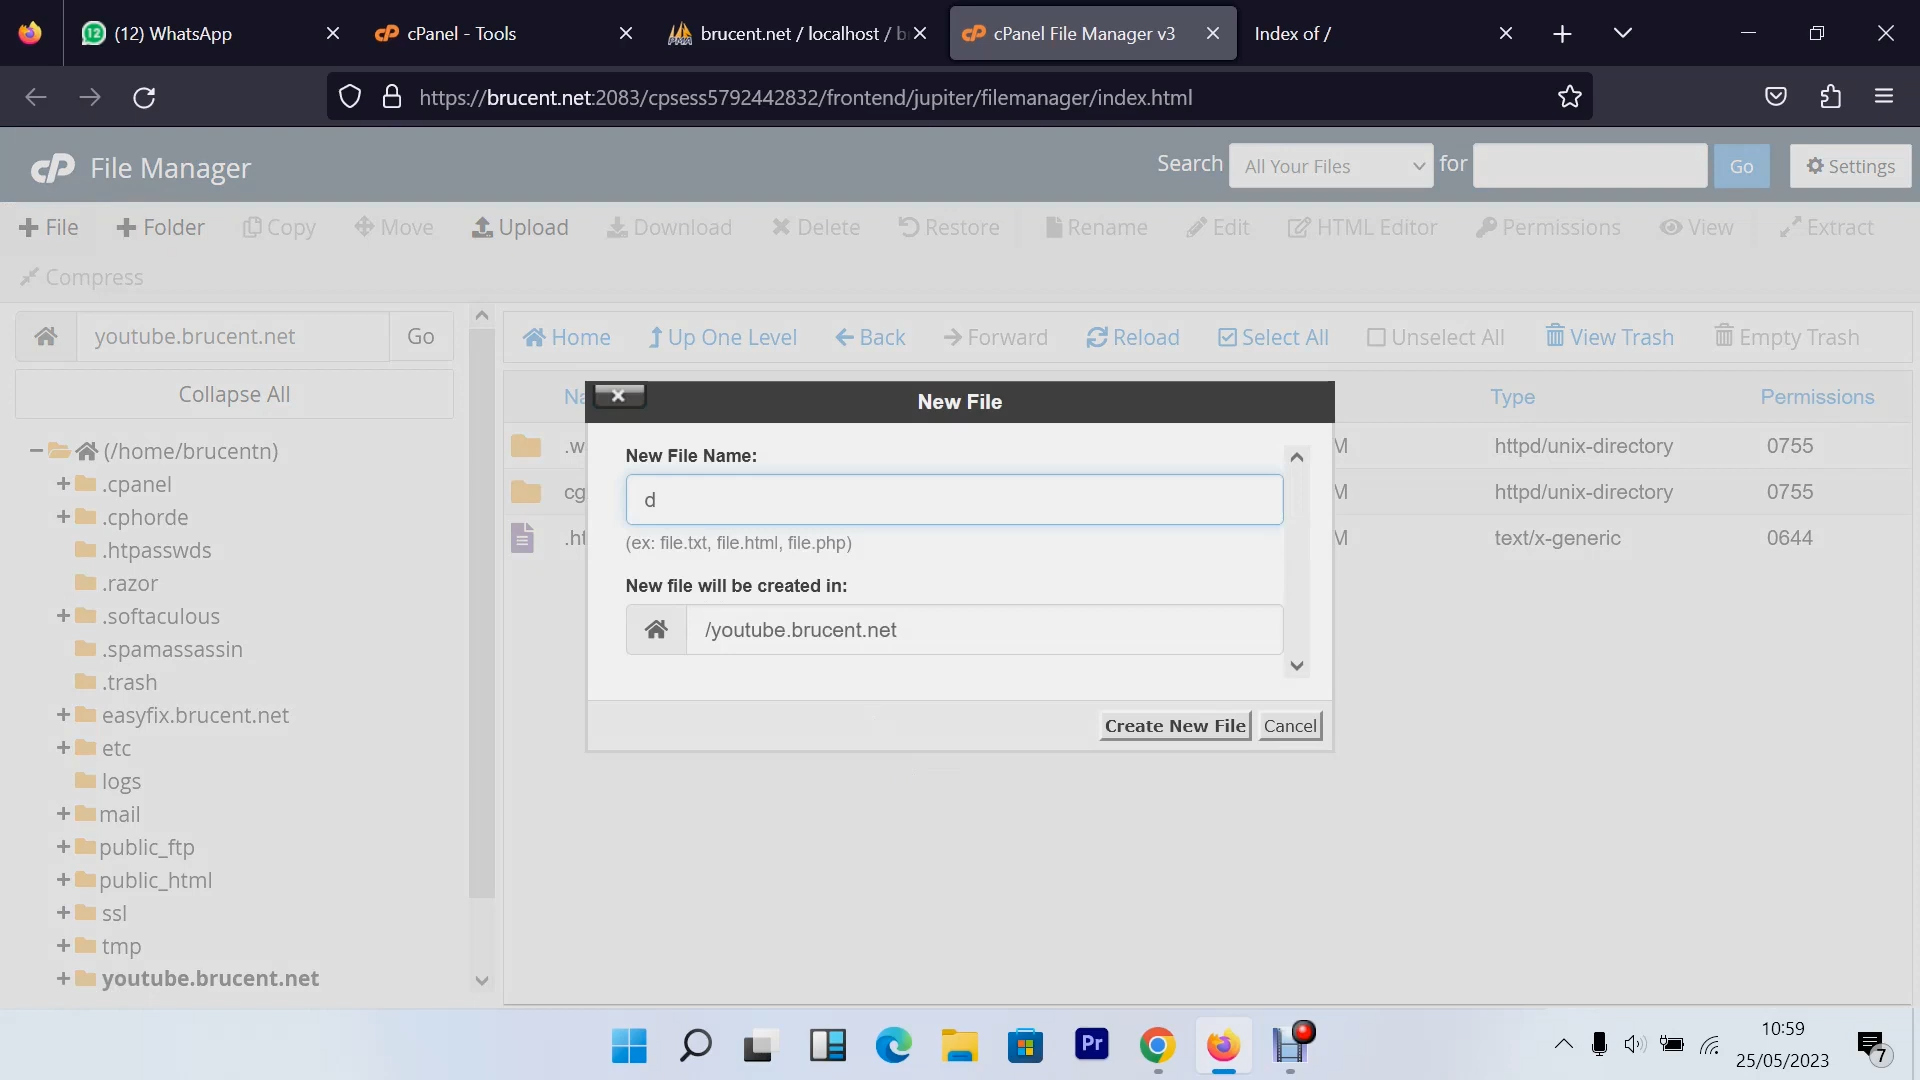 (12) WhatsApp
cPanel - Tools
brucent.net / localhost / b
cPanel File Manager v3
Index of /
https://brucent.net:2083/cpsess5792442832/frontend/jupiter/filemanager/index.html
cP File Manager
Search
All Your Files
for
Go
Settings
File
Folder
Copy
Move
Upload
Download
Delete
Restore
Rename
Edit
HTML Editor
Permissions
View
Extract
Compress
youtube.brucent.net
Go
Home
Up One Level
Back
Forward
Reload
Select All
Unselect All
View Trash
Empty Trash
Collapse All
(/home/brucentn)
.cpanel
.cphorde
.htpasswds
.razor
.softaculous
.spamassassin
.trash
easyfix.brucent.net
etc
logs
mail
public_ftp
public_html
ssl
tmp
youtube.brucent.net
Na
Type
Permissions
.w
M
httpd/unix-directory
0755
cg
M
httpd/unix-directory
0755
.ht
M
text/x-generic
0644
New File
New File Name:
d
(ex: file.txt, file.html, file.php)
New file will be created in:
/youtube.brucent.net
Create New File
Cancel
Pr
10:59
25/05/2023
7